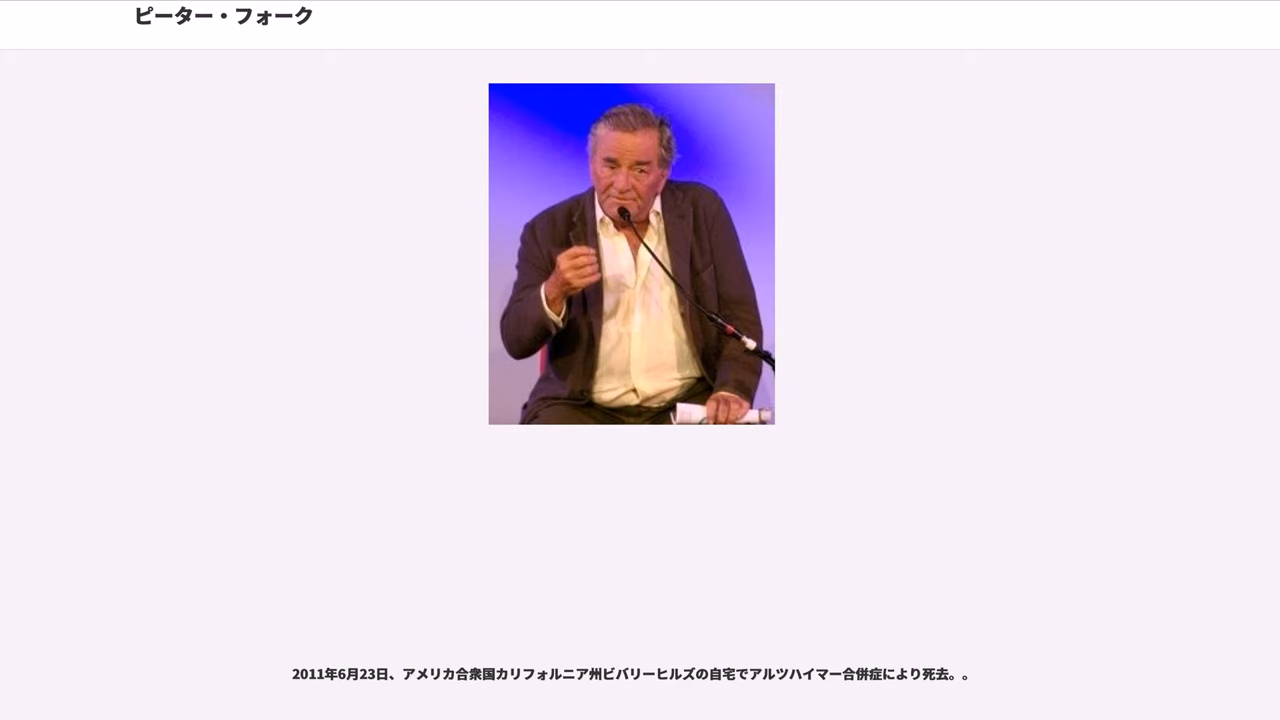 ピーター・フォーク
2011年6月23日、アメリカ合衆国カリフォルニア州ビバリーヒルズの自宅でアルツハイマー合併症により死去。。